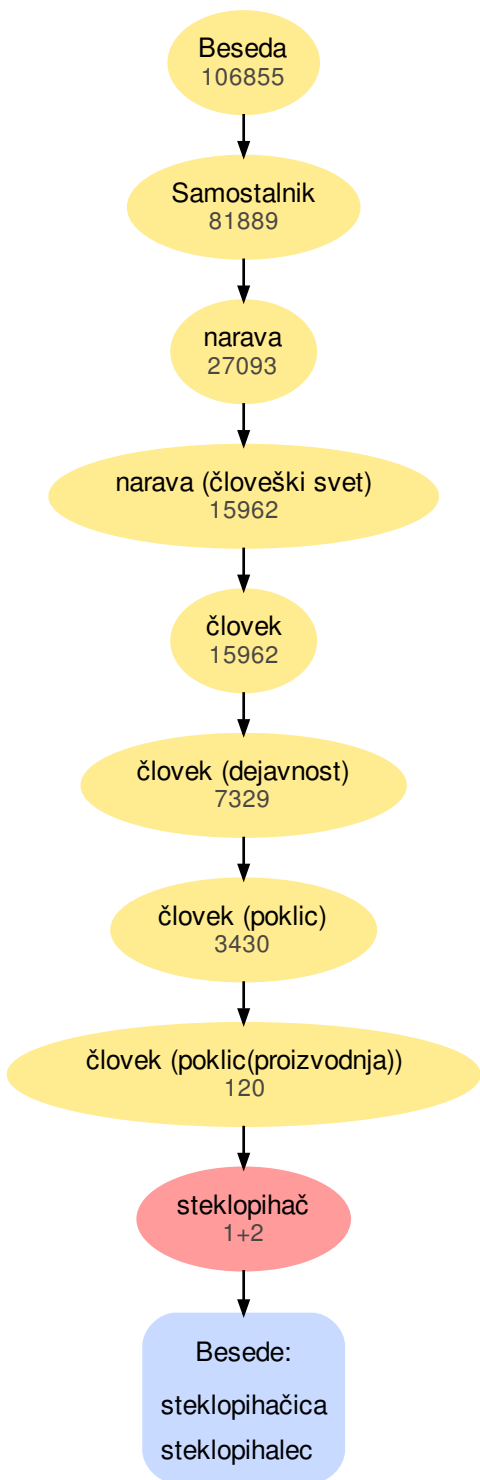 Beseda
106855
Samostalnik
81889
narava
27093
narava (človeški svet)
15962
človek
15962
človek (dejavnost)
7329
človek (poklic)
3430
človek (poklic(proizvodnja))
120
steklopihač
1+2
Besede:
steklopihačica
steklopihalec